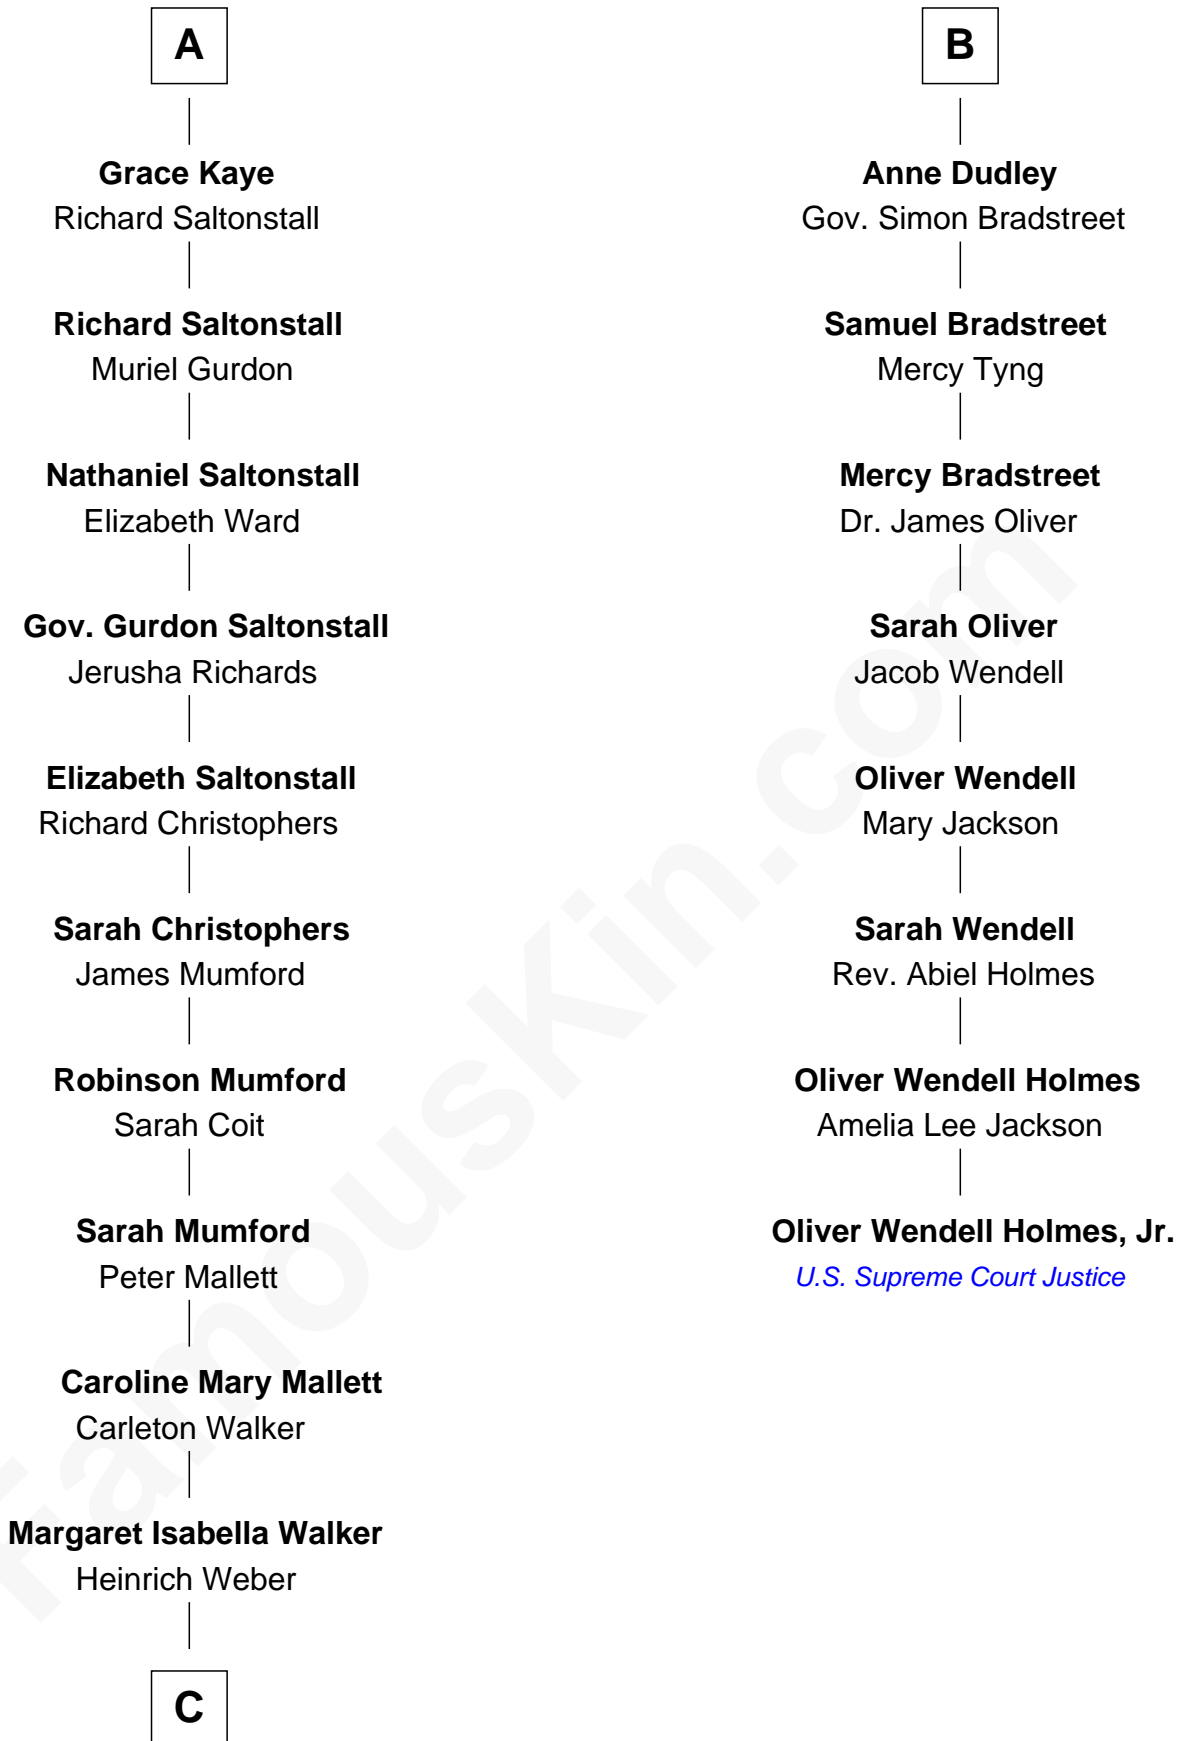 A
Grace Kaye
Richard Saltonstall
Richard Saltonstall
Muriel Gurdon
Nathaniel Saltonstall
Elizabeth Ward
Gov. Gurdon Saltonstall
Jerusha Richards
Elizabeth Saltonstall
Richard Christophers
Sarah Christophers
James Mumford
Robinson Mumford
Sarah Coit
Sarah Mumford
Peter Mallett
Caroline Mary Mallett
Carleton Walker
Margaret Isabella Walker
Heinrich Weber
C
B
Anne Dudley
Gov. Simon Bradstreet
Samuel Bradstreet
Mercy Tyng
Mercy Bradstreet
Dr. James Oliver
Sarah Oliver
Jacob Wendell
Oliver Wendell
Mary Jackson
Sarah Wendell
Rev. Abiel Holmes
Oliver Wendell Holmes
Amelia Lee Jackson
Oliver Wendell Holmes, Jr.
U.S. Supreme Court Justice
FamousKin.com